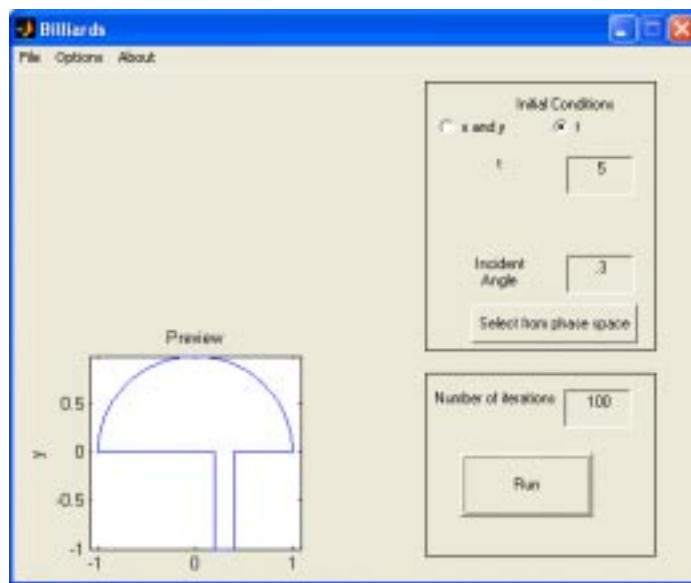 Billiards
File Options About
Initial Conditions
x and y t
t 5
Incident
Angle
.3
Select from phase space
Preview
0.5
0
-0.5
-1
y
-1 0 1
Number of iterations 100
Run